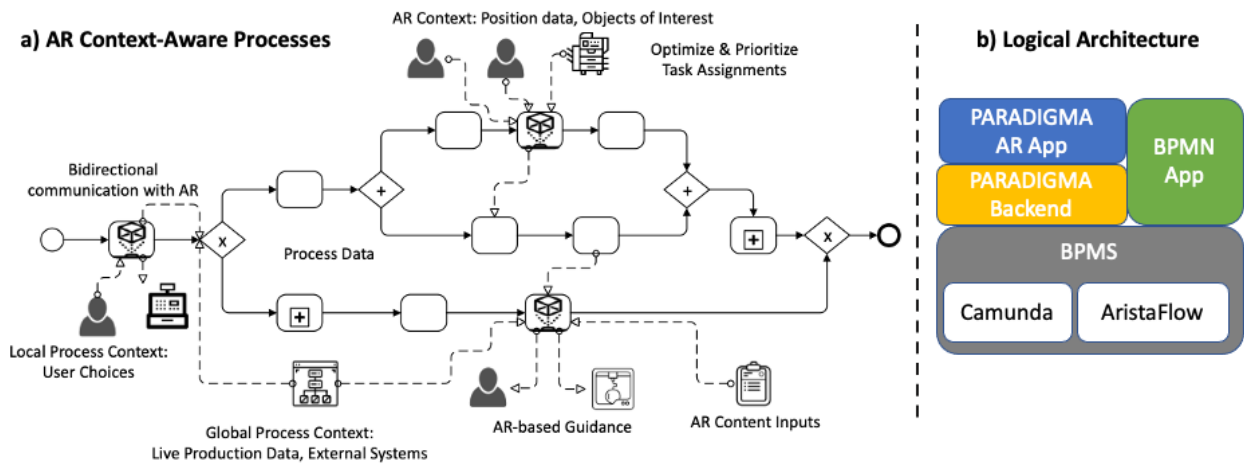 a) AR Context-Aware Processes
AR Context: Position data, Objects of Interest
Optimize & Prioritize
Task Assignments
Bidirectional
communication with AR
+
+
X
Process Data
+
X
+
Local Process Context:
User Choices
Global Process Context:
Live Production Data, External Systems
AR-based Guidance
AR Content Inputs
b) Logical Architecture
PARADIGMA
AR App
BPMN
App
PARADIGMA
Backend
BPMS
Camunda
AristaFlow